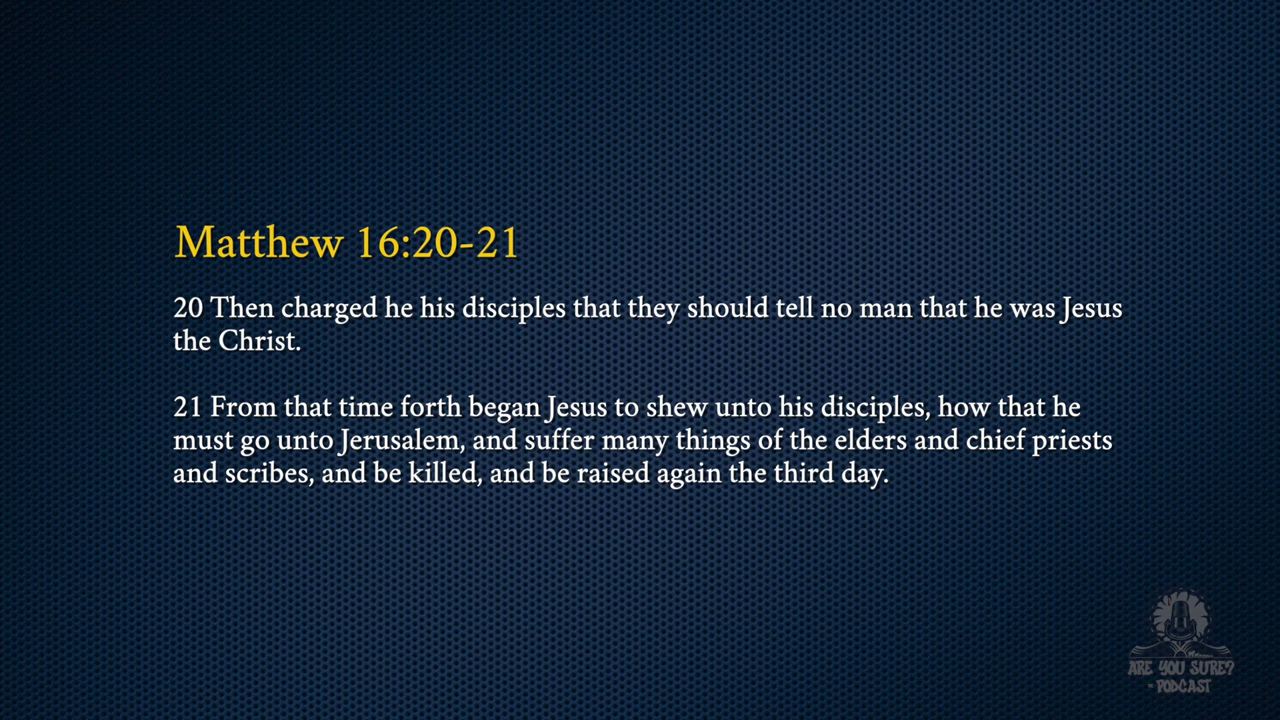 Matthew 16:20-21
20 Then charged he his disciples that they should tell no man that he was Jesus
the Christ.
21 From that time forth began Jesus to shew unto his disciples, how that he
must go unto Jerusalem, and suffer many things of the elders and chief priests
and scribes, and be killed, and be raised again the third day.
ARE YOU SURE?
PODCAST